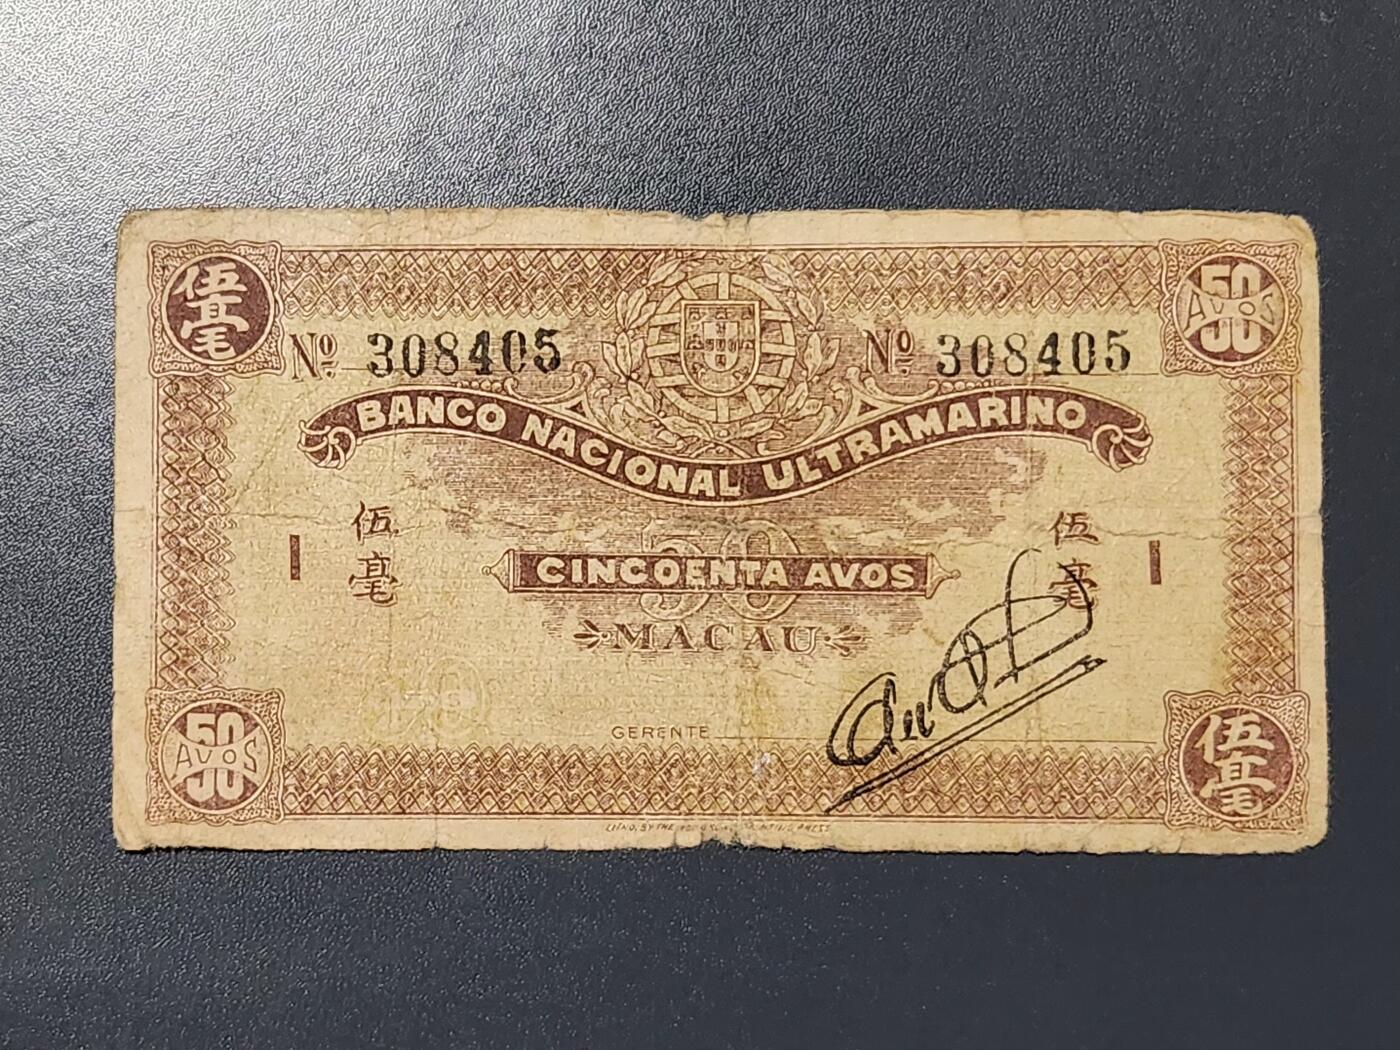 伍毫
50
AVOS
Nº 308405
Nº 308405
BANCO NACIONAL ULTRAMARINO
伍毫
I
I
伍毫
50
CINCOENTA AVOS
MACAU
50
AVOS
GERENTE
伍毫